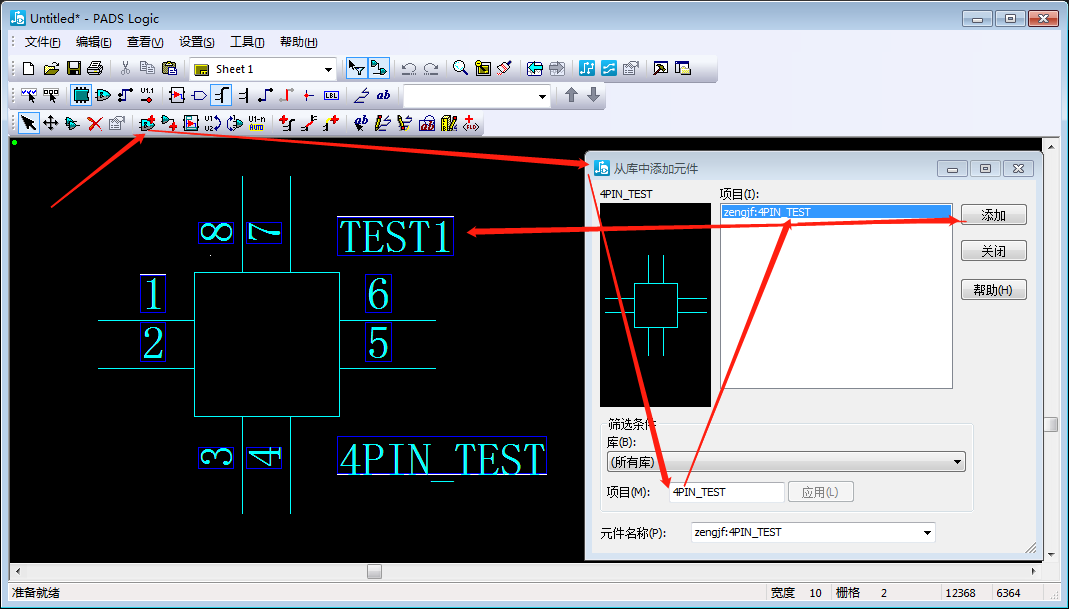 Untitled* - PADS Logic
文件(F) 编辑(E) 查看(V) 设置(S) 工具(T) 帮助(H)
Sheet 1
U1.1
LBL
ab
U1
U2
U1-n
AUTO
ab
FLD
从库中添加元件
4PIN_TEST
项目(I):
zengjf:4PIN_TEST
添加
关闭
帮助(H)
8
7
TEST1
1
6
2
5
3
4
4PIN_TEST
筛选条件
库(B):
(所有库)
项目(M):
4PIN_TEST
应用(L)
元件名称(P):
zengjf:4PIN_TEST
准备就绪
宽度 10 栅格 2 12368 6364